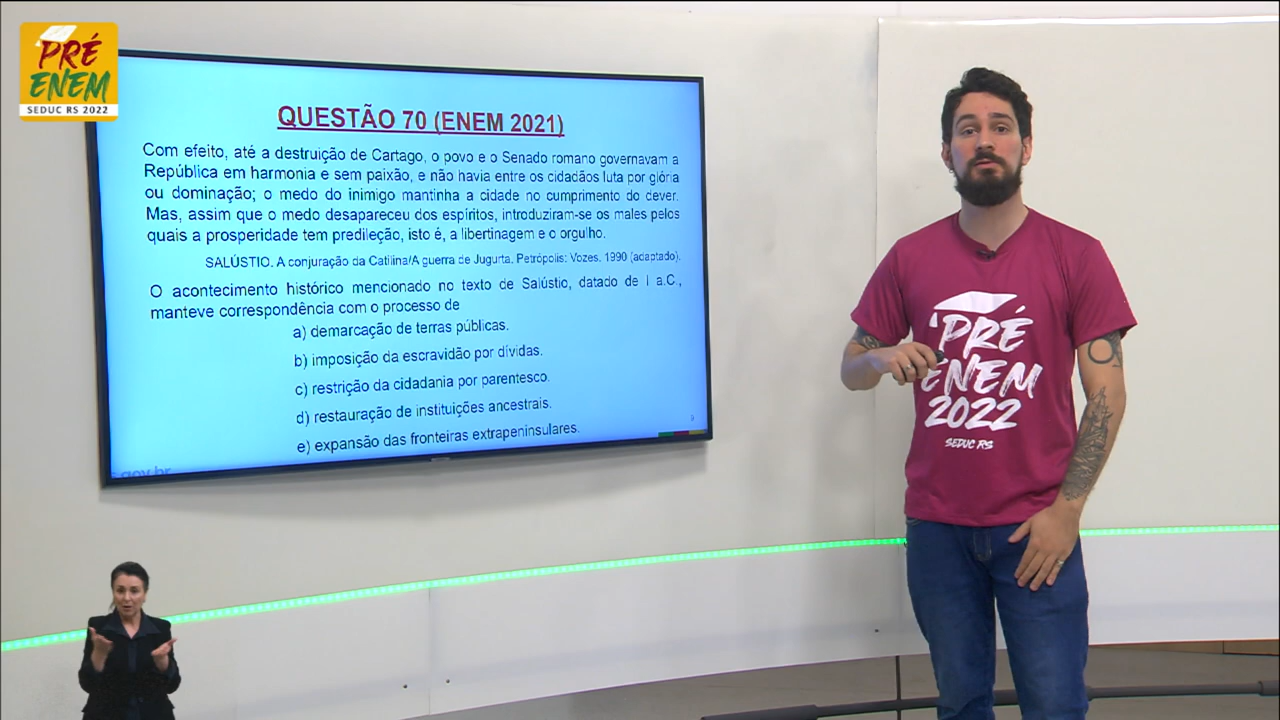 PRÉ
ENEM
SEDUC RS 2022
QUESTÃO 70 (ENEM 2021)
Com efeito, até a destruição de Cartago, o povo e o Senado romano governavam a
República em harmonia e sem paixão, e não havia entre os cidadãos luta por glória
ou dominação; o medo do inimigo mantinha a cidade no cumprimento do dever.
Mas, assim que o medo desapareceu dos espíritos, introduziram-se os males pelos
quais a prosperidade tem predileção, isto é, a libertinagem e o orgulho.
SALÚSTIO. A conjuração da Catilina/A guerra de Jugurta. Petrópolis: Vozes. 1990 (adaptado).
O acontecimento histórico mencionado no texto de Salústio, datado de I a.C.,
manteve correspondência com o processo de
a) demarcação de terras públicas.
b) imposição da escravidão por dívidas.
c) restrição da cidadania por parentesco.
d) restauração de instituições ancestrais.
e) expansão das fronteiras extrapeninsulares.
9
.gov.br
'PRÉ
ENEM
2022
SEDUC RS